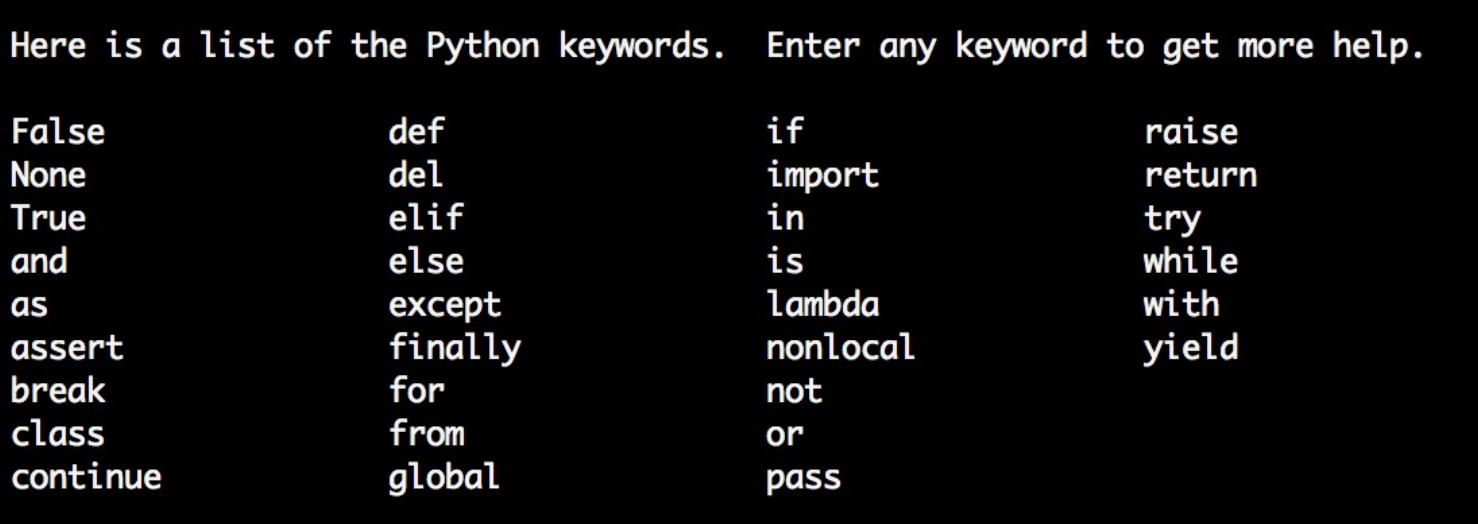 Here is a list of the Python keywords.  Enter any keyword to get more help.

False               def                 if                  raise
None                del                 import              return
True                elif                in                  try
and                 else                is                  while
as                  except              lambda              with
assert              finally             nonlocal            yield
break               for                 not
class               from                or
continue            global              pass